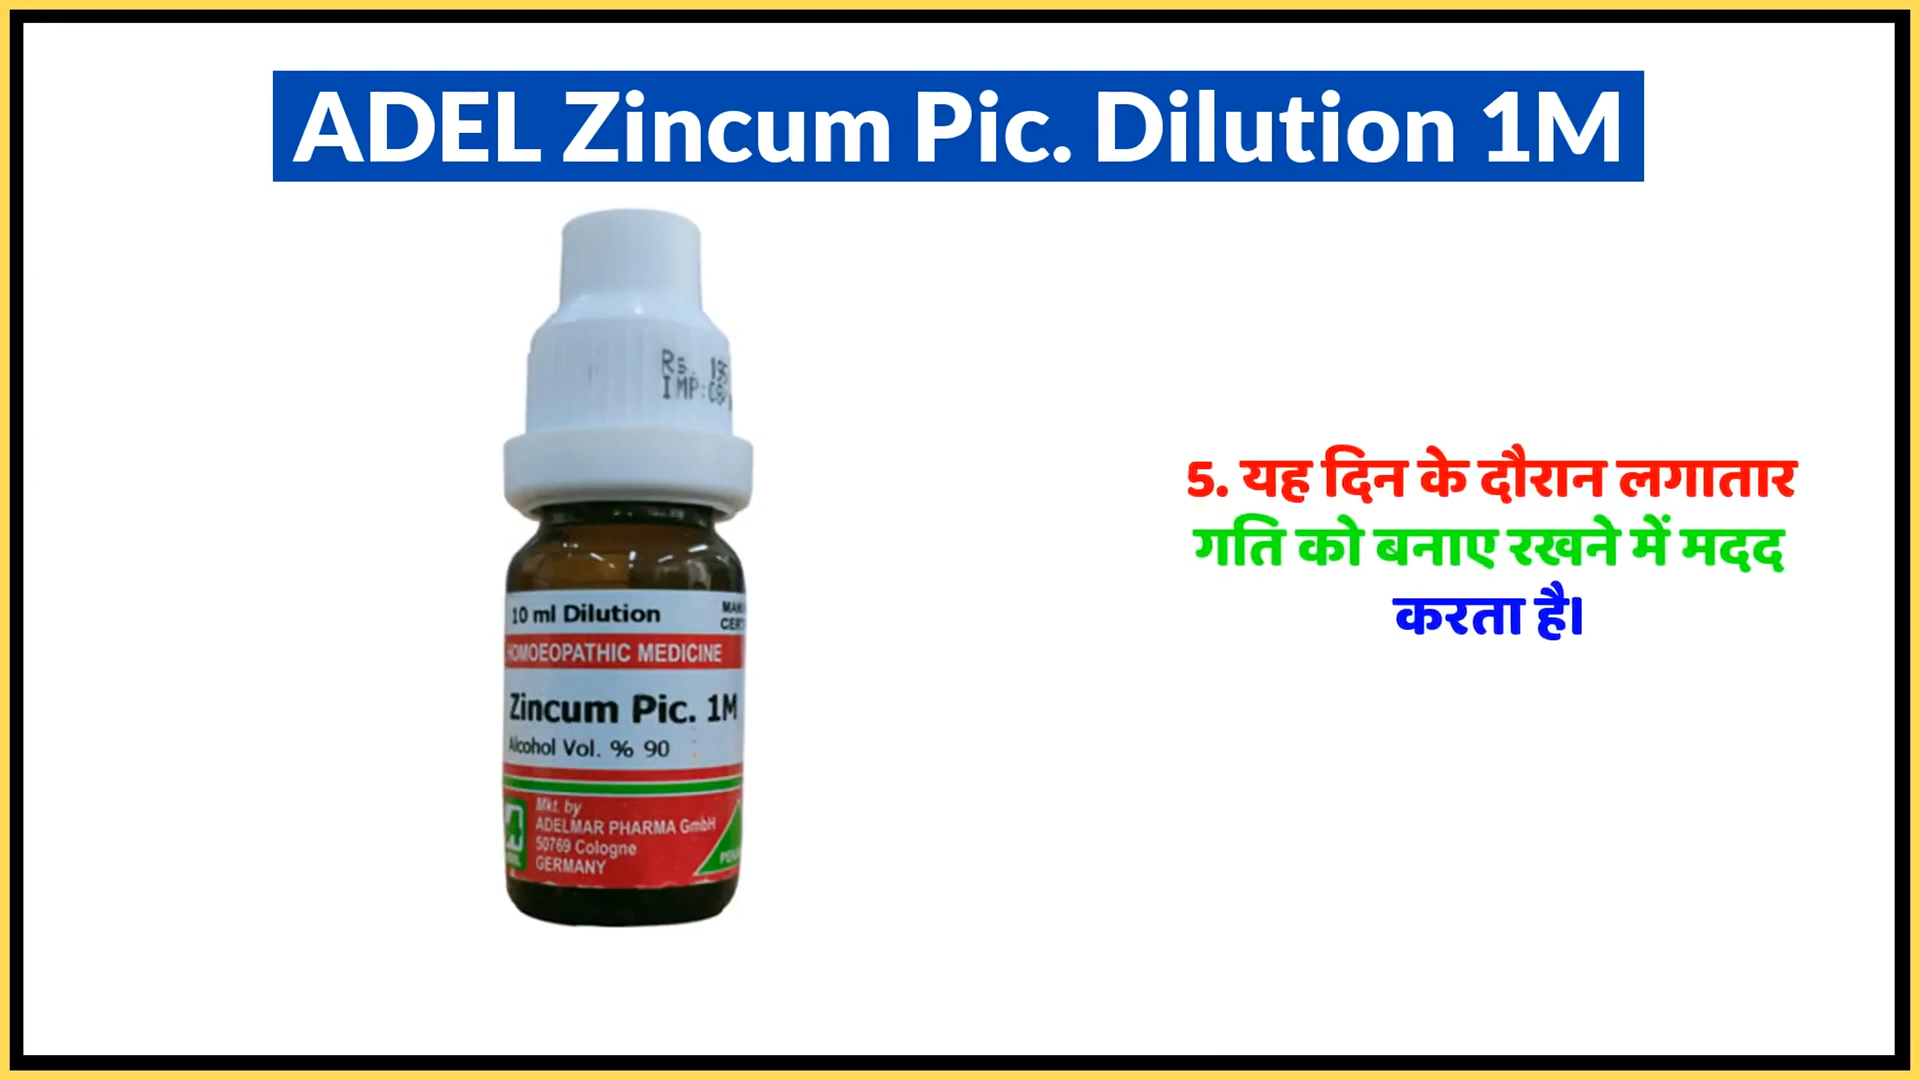 ADEL Zincum Pic. Dilution 1M
Rs.
IMP:
10 ml Dilution
HOMOEOPATHIC MEDICINE
Zincum Pic. 1M
Alcohol Vol. % 90
Mkt. by
ADELMAR PHARMA GmbH
50769 Cologne
GERMANY
5. यह दिन के दौरान लगातार
गति को बनाए रखने में मदद
करता है।